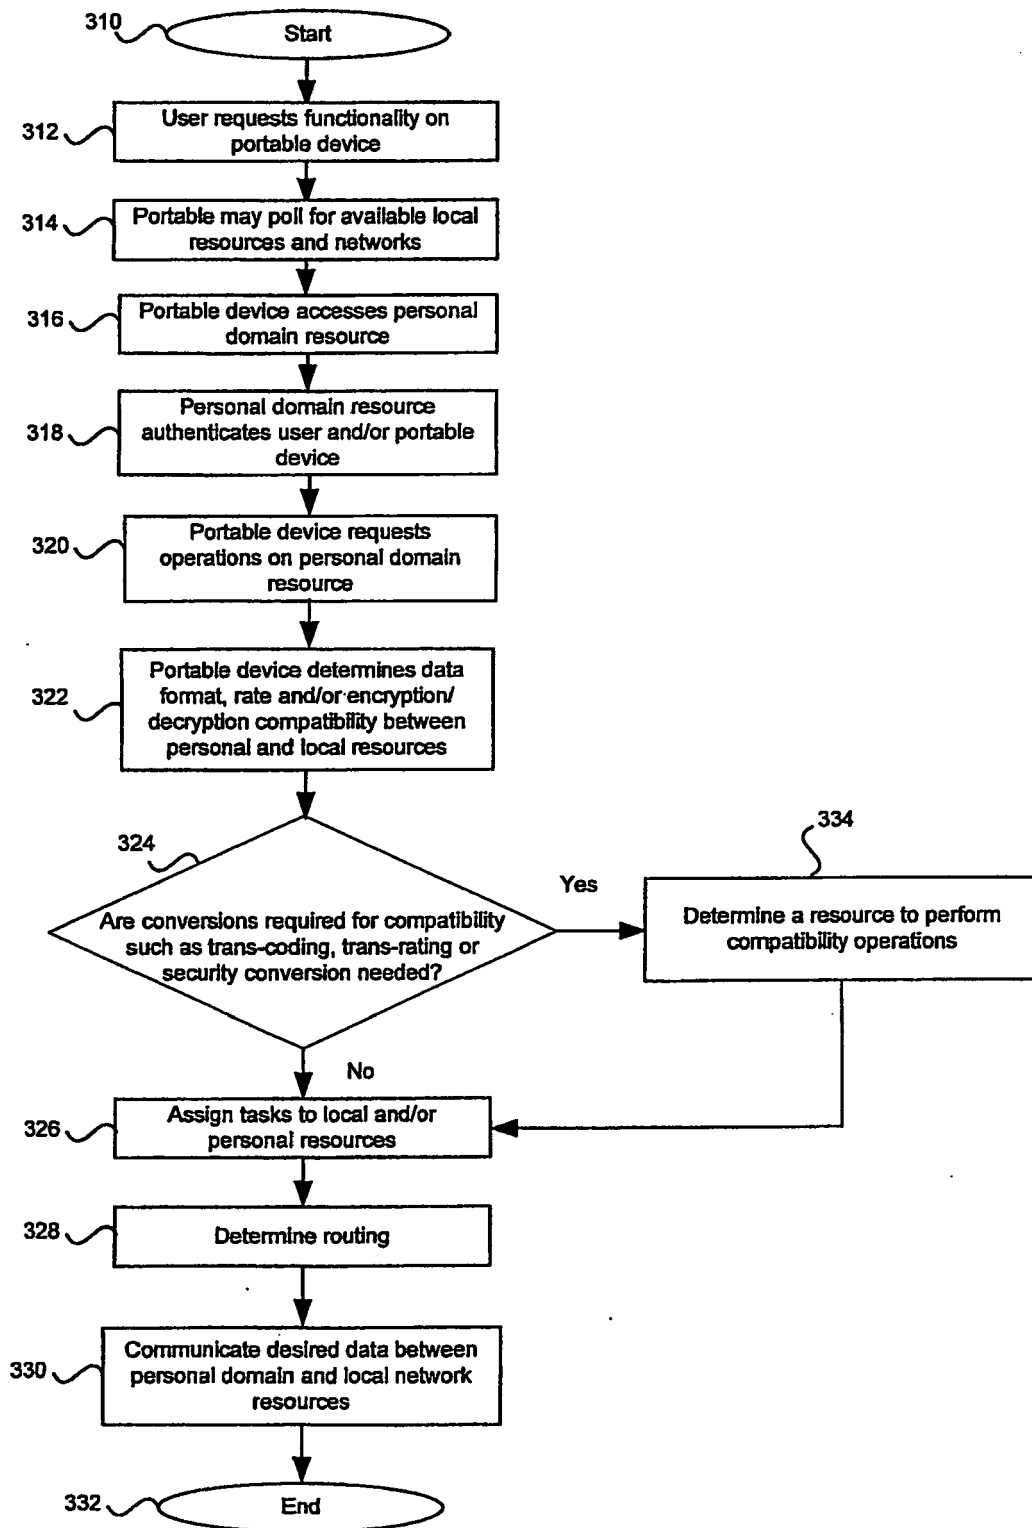 310
Start
312
User requests functionality on
portable device
314
Portable may poll for available local
resources and networks
316
Portable device accesses personal
domain resource
318
Personal domain resource
authenticates user and/or portable
device
320
Portable device requests
operations on personal domain
resource
322
Portable device determines data
format, rate and/or encryption/
decryption compatibility between
personal and local resources
324
Are conversions required for compatibility
such as trans-coding, trans-rating or
security conversion needed?
Yes
334
Determine a resource to perform
compatibility operations
No
326
Assign tasks to local and/or
personal resources
328
Determine routing
330
Communicate desired data between
personal domain and local network
resources
332
End